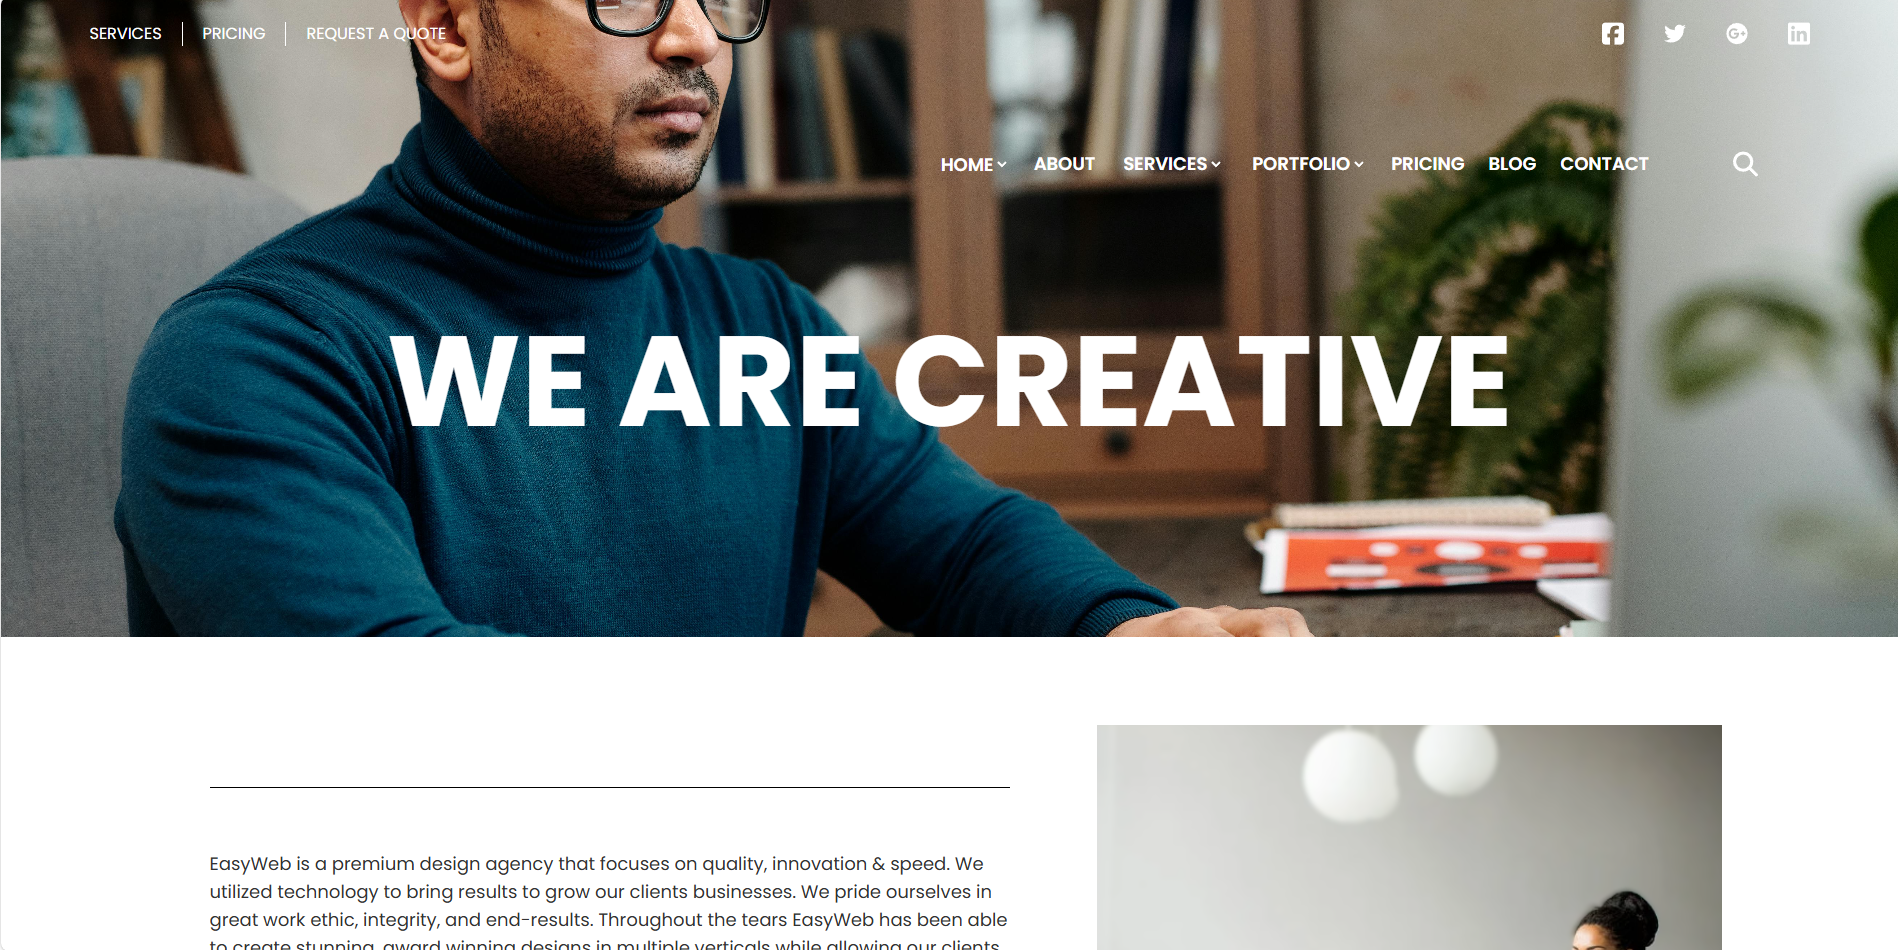 SERVICES PRICING REQUEST A QUOTE
HOME ABOUT SERVICES PORTFOLIO PRICING BLOG CONTACT
WE ARE CREATIVE
EasyWeb is a premium design agency that focuses on quality, innovation & speed. We
utilized technology to bring results to grow our clients businesses. We pride ourselves in
great work ethic, integrity, and end-results. Throughout the tears EasyWeb has been able
to create stunning, award winning designs in multiple verticals while allowing our clients